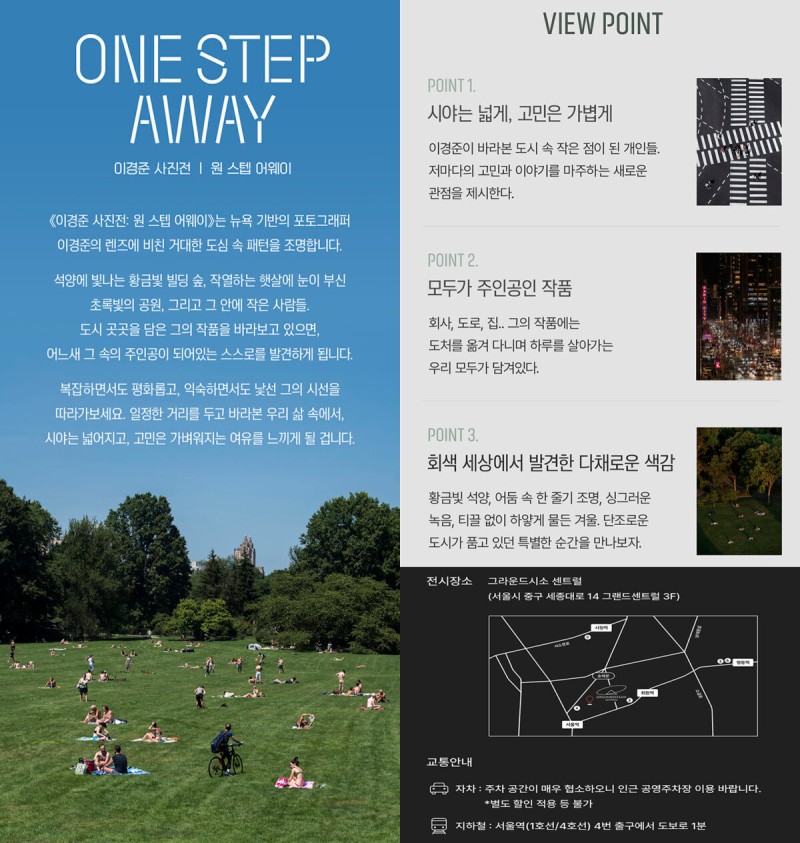 ONE STEP
AWAY
이경준 사진전 | 원 스텝 어웨이
《이경준 사진전: 원 스텝 어웨이》는 뉴욕 기반의 포토그래퍼
이경준의 렌즈에 비친 거대한 도심 속 패턴을 조명합니다.
석양에 빛나는 황금빛 빌딩 숲, 작열하는 햇살에 눈이 부신
초록빛의 공원, 그리고 그 안에 작은 사람들.
도시 곳곳을 담은 그의 작품을 바라보고 있으면,
어느새 그 속의 주인공이 되어있는 스스로를 발견하게 됩니다.
복잡하면서도 평화롭고, 익숙하면서도 낯선 그의 시선을
따라가보세요. 일정한 거리를 두고 바라본 우리 삶 속에서,
시야는 넓어지고, 고민은 가벼워지는 여유를 느끼게 될 겁니다.
VIEW POINT
POINT 1.
시야는 넓게, 고민은 가볍게
이경준이 바라본 도시 속 작은 점이 된 개인들.
저마다의 고민과 이야기를 마주하는 새로운
관점을 제시한다.
POINT 2.
모두가 주인공인 작품
회사, 도로, 집.. 그의 작품에는
도처를 옮겨 다니며 하루를 살아가는
우리 모두가 담겨있다.
POINT 3.
회색 세상에서 발견한 다채로운 색감
황금빛 석양, 어둠 속 한 줄기 조명, 싱그러운
녹음, 티끌 없이 하얗게 물든 겨울. 단조로운
도시가 품고 있던 특별한 순간을 만나보자.
전시장소 그라운드시소 센트럴
(서울시 중구 세종대로 14 그랜드센트럴 3F)
시청역
숭례문
명동역
회현역
서울역
교통안내
자차 : 주차 공간이 매우 협소하오니 인근 공영주차장 이용 바랍니다.
*별도 할인 적용 등 불가
지하철 : 서울역(1호선/4호선) 4번 출구에서 도보로 1분